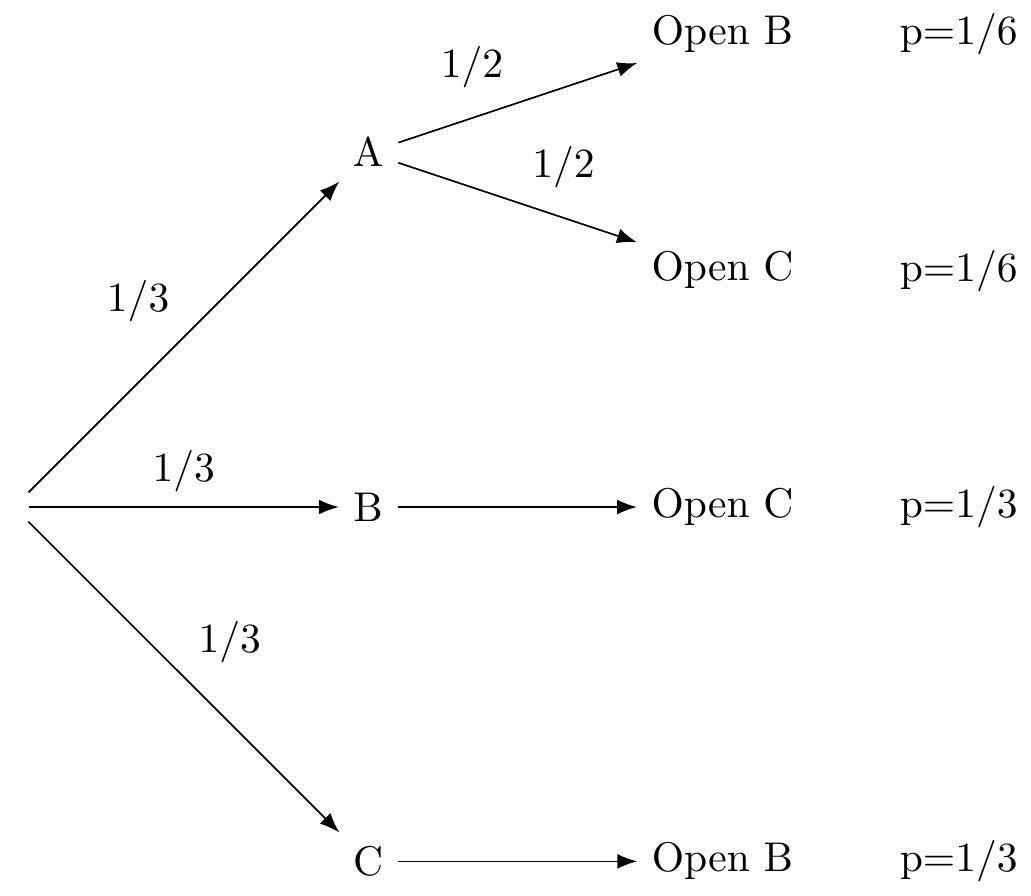 1/2 Open B p=1/6
A 1/2
Open C p=1/6
1/3
1/3 B Open C p=1/3
1/3
C Open B p=1/3